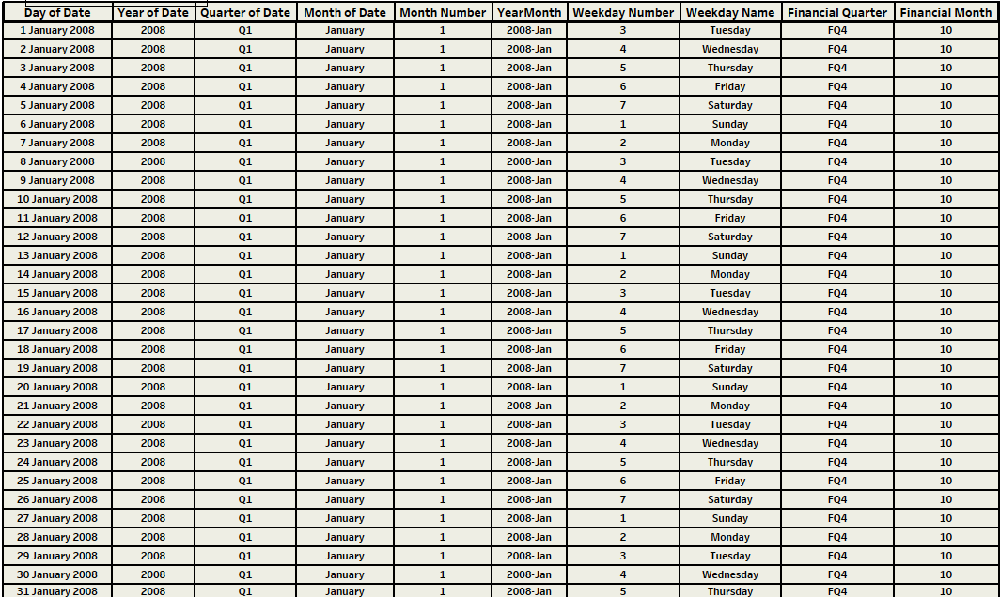 Day of Date Year of Date Quarter of Date Month of Date Month Number YearMonth Weekday Number Weekday Name Financial Quarter Financial Month
1 January 2008 2008 Q1 January 1 2008-Jan 3 Tuesday FQ4 10
2 January 2008 2008 Q1 January 1 2008-Jan 4 Wednesday FQ4 10
3 January 2008 2008 Q1 January 1 2008-Jan 5 Thursday FQ4 10
4 January 2008 2008 Q1 January 1 2008-Jan 6 Friday FQ4 10
5 January 2008 2008 Q1 January 1 2008-Jan 7 Saturday FQ4 10
6 January 2008 2008 Q1 January 1 2008-Jan 1 Sunday FQ4 10
7 January 2008 2008 Q1 January 1 2008-Jan 2 Monday FQ4 10
8 January 2008 2008 Q1 January 1 2008-Jan 3 Tuesday FQ4 10
9 January 2008 2008 Q1 January 1 2008-Jan 4 Wednesday FQ4 10
10 January 2008 2008 Q1 January 1 2008-Jan 5 Thursday FQ4 10
11 January 2008 2008 Q1 January 1 2008-Jan 6 Friday FQ4 10
12 January 2008 2008 Q1 January 1 2008-Jan 7 Saturday FQ4 10
13 January 2008 2008 Q1 January 1 2008-Jan 1 Sunday FQ4 10
14 January 2008 2008 Q1 January 1 2008-Jan 2 Monday FQ4 10
15 January 2008 2008 Q1 January 1 2008-Jan 3 Tuesday FQ4 10
16 January 2008 2008 Q1 January 1 2008-Jan 4 Wednesday FQ4 10
17 January 2008 2008 Q1 January 1 2008-Jan 5 Thursday FQ4 10
18 January 2008 2008 Q1 January 1 2008-Jan 6 Friday FQ4 10
19 January 2008 2008 Q1 January 1 2008-Jan 7 Saturday FQ4 10
20 January 2008 2008 Q1 January 1 2008-Jan 1 Sunday FQ4 10
21 January 2008 2008 Q1 January 1 2008-Jan 2 Monday FQ4 10
22 January 2008 2008 Q1 January 1 2008-Jan 3 Tuesday FQ4 10
23 January 2008 2008 Q1 January 1 2008-Jan 4 Wednesday FQ4 10
24 January 2008 2008 Q1 January 1 2008-Jan 5 Thursday FQ4 10
25 January 2008 2008 Q1 January 1 2008-Jan 6 Friday FQ4 10
26 January 2008 2008 Q1 January 1 2008-Jan 7 Saturday FQ4 10
27 January 2008 2008 Q1 January 1 2008-Jan 1 Sunday FQ4 10
28 January 2008 2008 Q1 January 1 2008-Jan 2 Monday FQ4 10
29 January 2008 2008 Q1 January 1 2008-Jan 3 Tuesday FQ4 10
30 January 2008 2008 Q1 January 1 2008-Jan 4 Wednesday FQ4 10
31 January 2008 2008 Q1 January 1 2008-Jan 5 Thursday FQ4 10